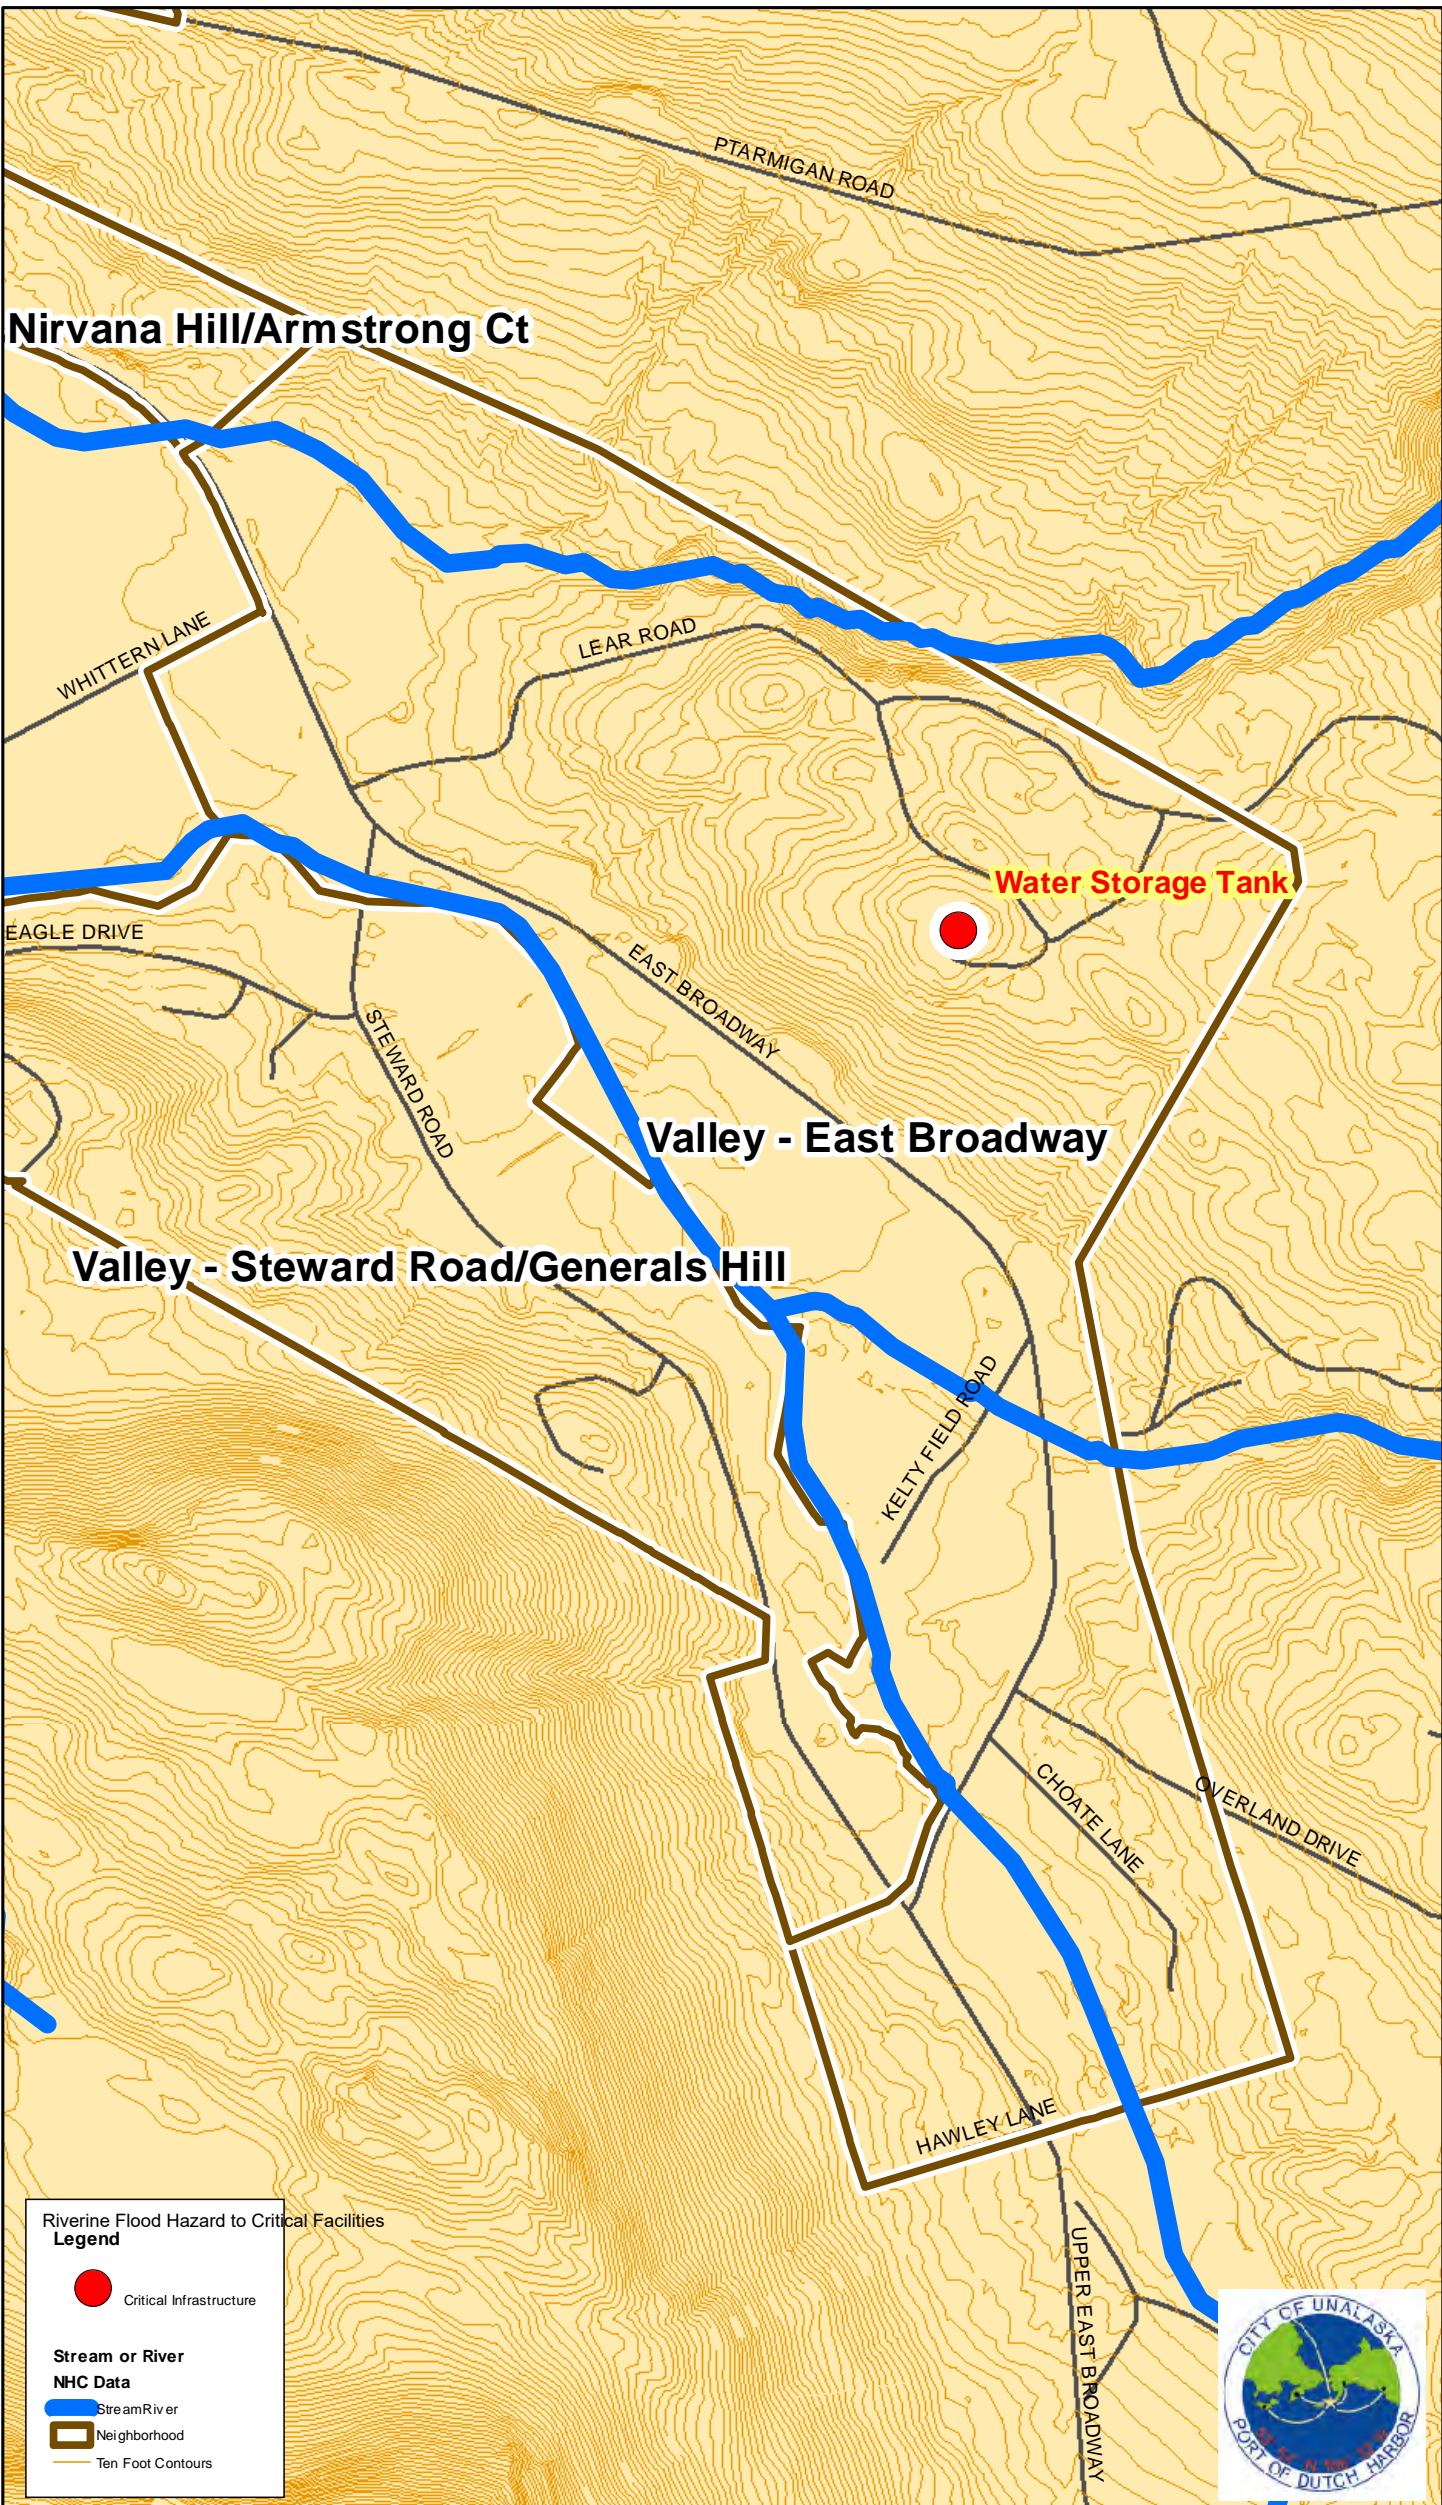 PTARMIGAN ROAD
Nirvana Hill/Armstrong Ct
LEAR ROAD
WHITTERN LANE
Water Storage Tank
EAGLE DRIVE
EAST BROADWAY
STEWARD ROAD
Valley - East Broadway
Valley - Steward Road/Generals Hill
KELTY FIELD ROAD
CHOATE LANE
OVERLAND DRIVE
HAWLEY LANE
UPPER EAST BROADWAY
Riverine Flood Hazard to Critical Facilities
Legend
Critical Infrastructure
Stream or River
NHC Data
StreamRiver
Neighborhood
Ten Foot Contours
CITY OF UNALASKA
PORT OF DUTCH HARBOR